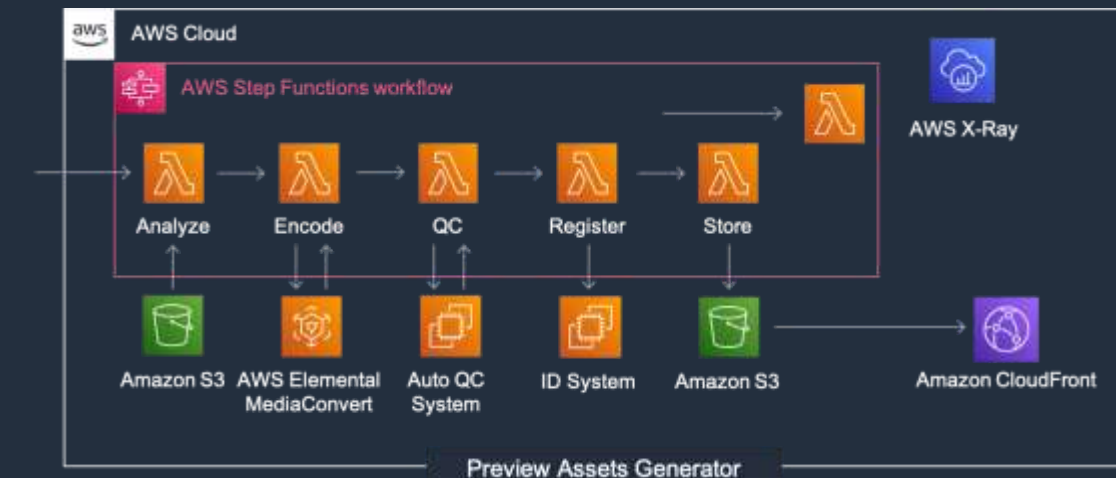 aws
AWS Cloud
AWS Step Functions workflow
AWS X-Ray
Analyze
Encode
QC
Register
Store
Amazon S3
AWS Elemental
MediaConvert
Auto QC
System
ID System
Amazon S3
Amazon CloudFront
Preview Assets Generator